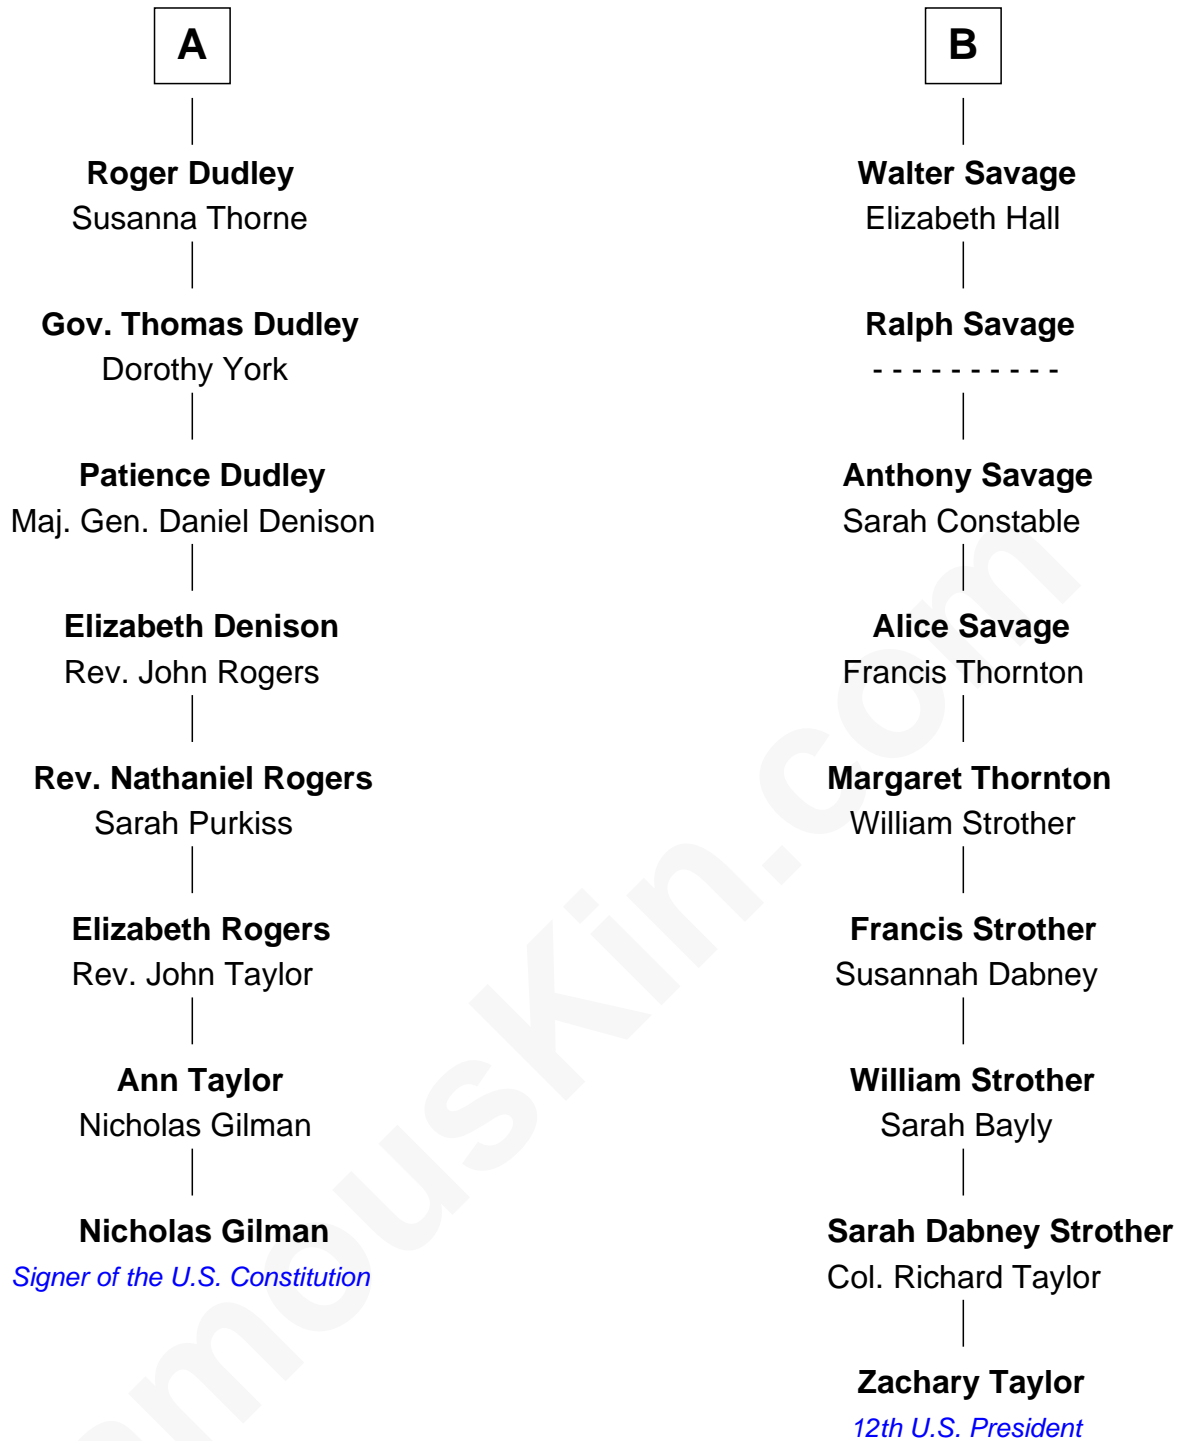 A
Roger Dudley
Susanna Thorne
Gov. Thomas Dudley
Dorothy York
Patience Dudley
Maj. Gen. Daniel Denison
Elizabeth Denison
Rev. John Rogers
Rev. Nathaniel Rogers
Sarah Purkiss
Elizabeth Rogers
Rev. John Taylor
Ann Taylor
Nicholas Gilman
Nicholas Gilman
Signer of the U.S. Constitution
B
Walter Savage
Elizabeth Hall
Ralph Savage
- - - - - - - - - -
Anthony Savage
Sarah Constable
Alice Savage
Francis Thornton
Margaret Thornton
William Strother
Francis Strother
Susannah Dabney
William Strother
Sarah Bayly
Sarah Dabney Strother
Col. Richard Taylor
Zachary Taylor
12th U.S. President
amouskin.com